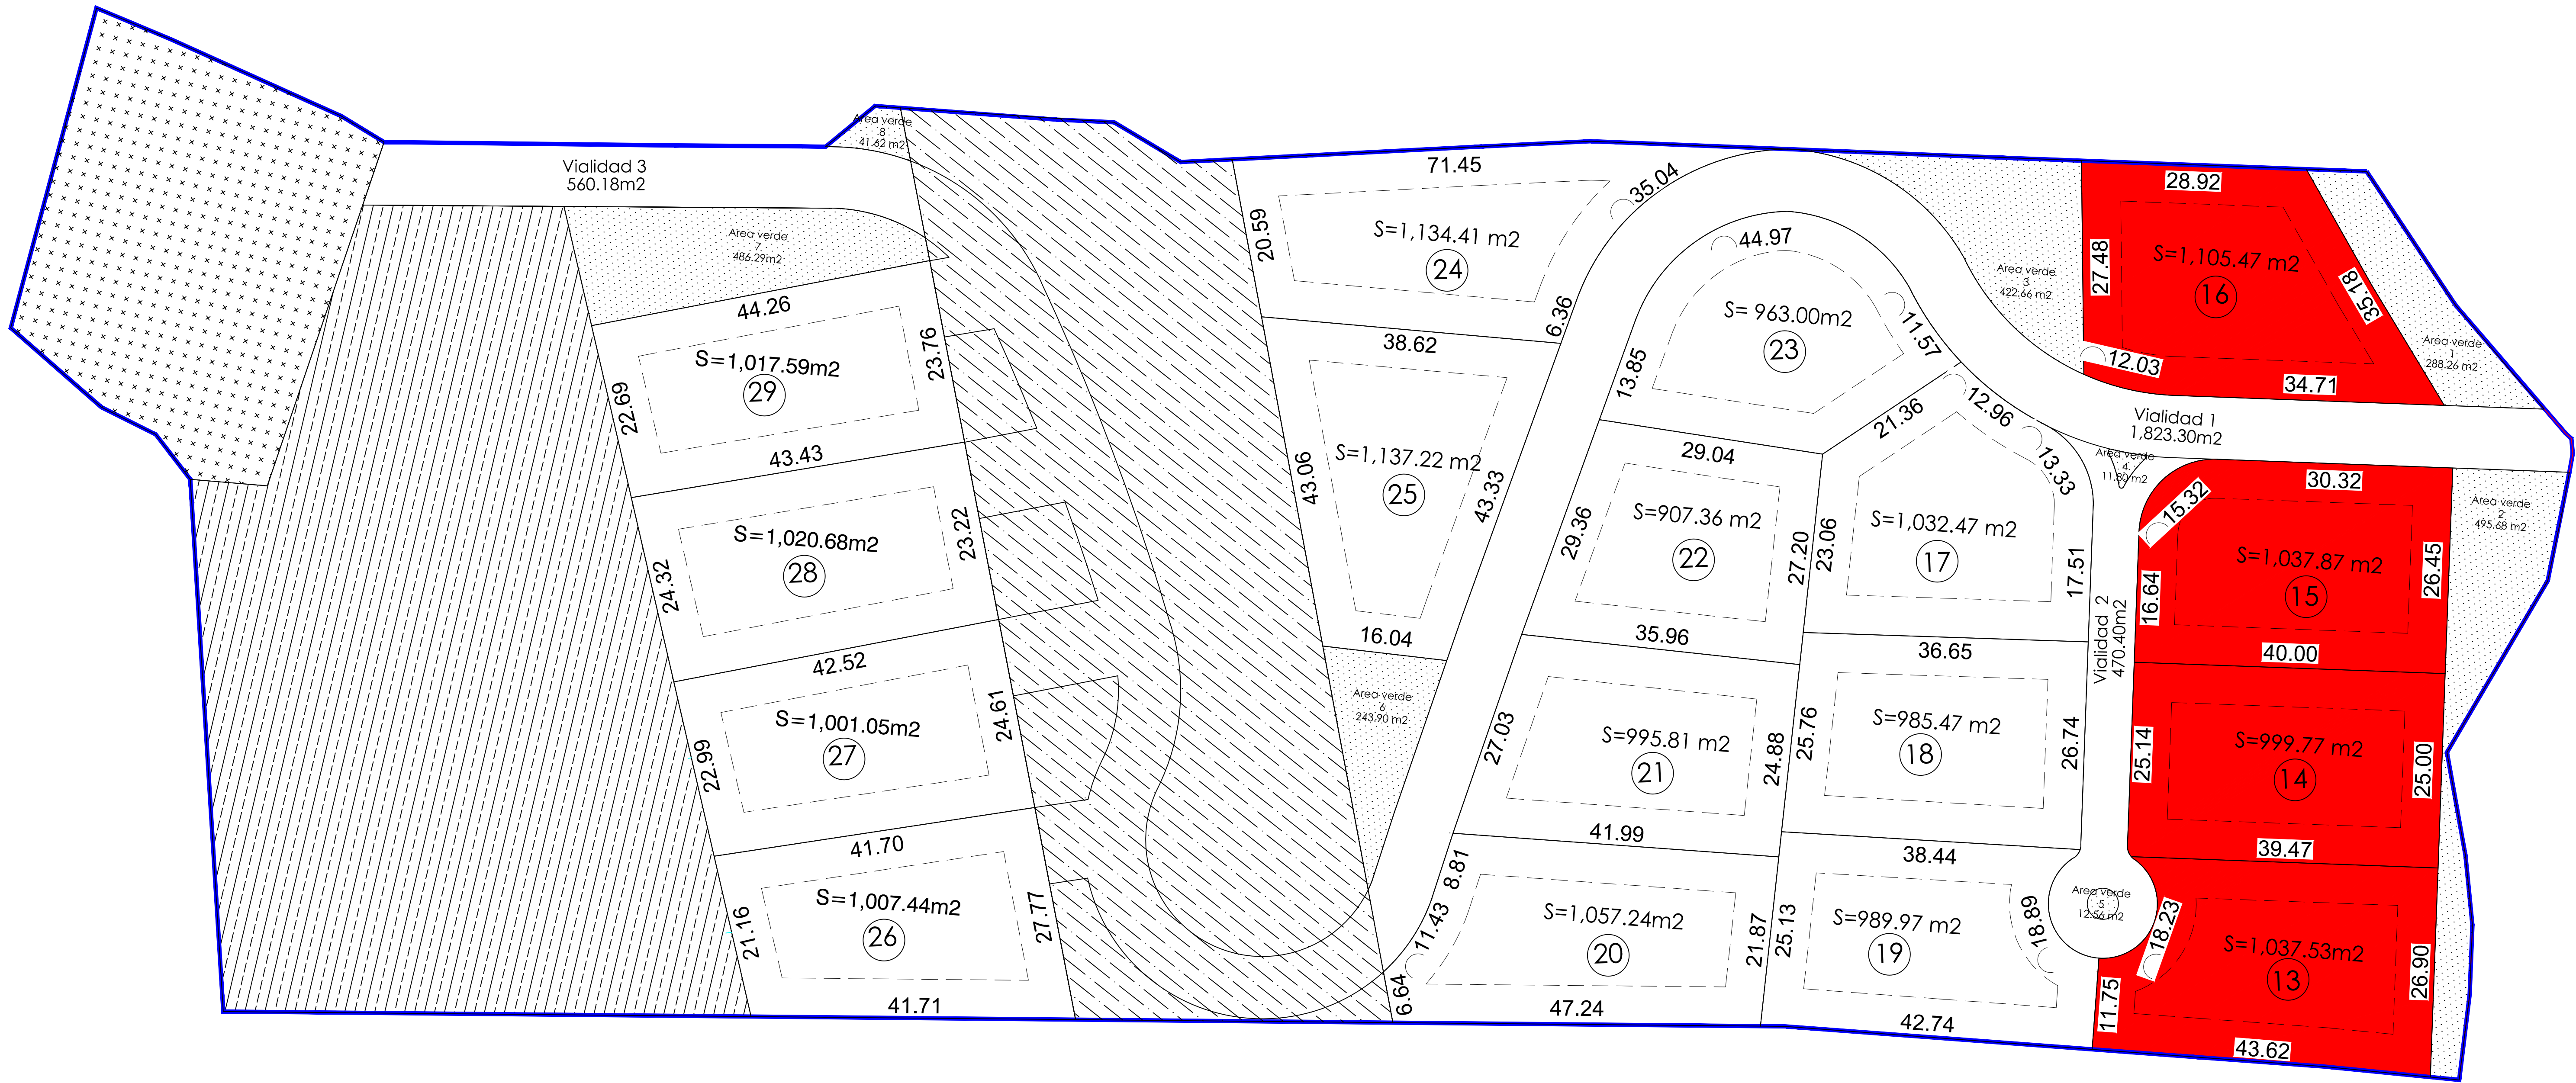 Vialidad 3
560.18m2
Area verde
8
41.62 m2
Area verde
7
486.29m2
44.26
S=1,017.59m2
29
22.69
23.76
43.43
S=1,020.68m2
28
24.32
23.22
42.52
S=1,001.05m2
27
22.99
24.61
41.70
S=1,007.44m2
26
21.16
27.77
41.71
71.45
20.59
S=1,134.41 m2
24
35.04
6.36
38.62
43.06
S=1,137.22 m2
25
43.33
16.04
Area verde
6
243.90 m2
44.97
S= 963.00m2
23
13.85
11.57
21.36
29.04
29.36
S=907.36 m2
22
27.20
35.96
27.03
S=995.81 m2
21
24.88
41.99
8.81
11.43
6.64
S=1,057.24m2
20
21.87
47.24
12.96
13.33
23.06
S=1,032.47 m2
17
17.51
36.65
25.76
S=985.47 m2
18
26.74
38.44
25.13
S=989.97 m2
19
18.89
42.74
Area verde
3
422.66 m2
28.92
27.48
S=1,105.47 m2
16
35.18
12.03
34.71
Area verde
1
288.26 m2
Vialidad 1
1,823.30m2
Area verde
4
11.80 m2
Vialidad 2
470.40m2
15.32
30.32
16.64
S=1,037.87 m2
15
26.45
40.00
Area verde
2
495.68 m2
25.14
S=999.77 m2
14
25.00
39.47
Area verde
5
12.56 m2
18.23
S=1,037.53m2
13
26.90
11.75
43.62